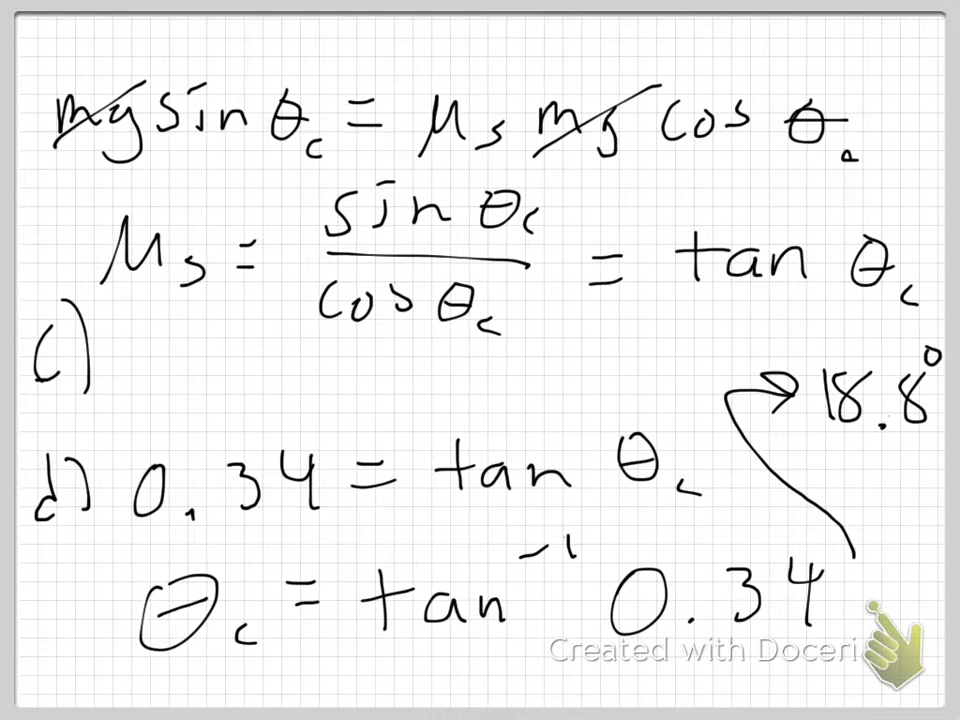 mg sin θc = μs mg cos θc
μs = sin θc / cos θc = tan θc
c)
18.8°
d) 0.34 = tan θc
θc = tan⁻¹ 0.34
Created with Doceri